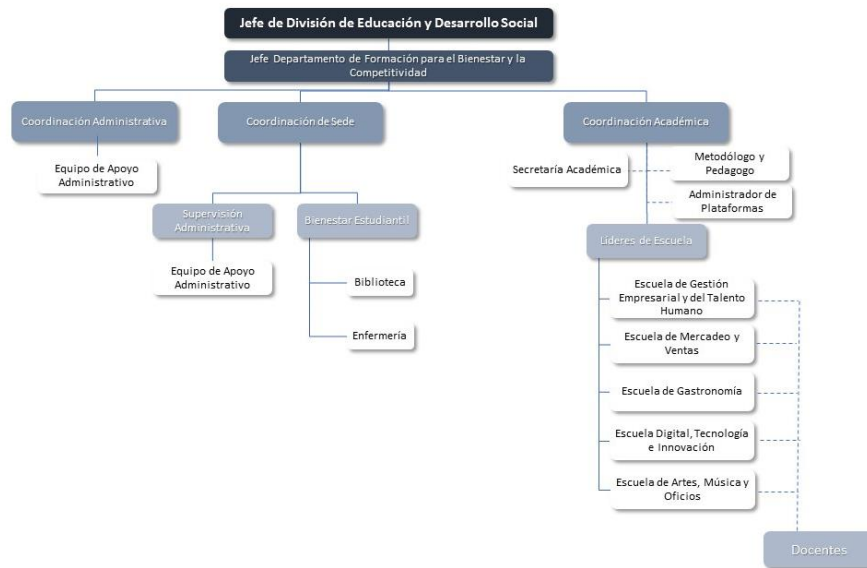 Jefe de División de Educación y Desarrollo Social
Jefe Departamento de Formación para el Bienestar y la
Competitividad
Coordinación Administrativa
Coordinación de Sede
Coordinación Académica
Equipo de Apoyo
Administrativo
Secretaría Académica
Metodólogo y
Pedagogo
Administrador de
Plataformas
Supervisión
Administrativa
Bienestar Estudiantil
Líderes de Escuela
Equipo de Apoyo
Administrativo
Biblioteca
Enfermería
Escuela de Gestión
Empresarial y del Talento
Humano
Escuela de Mercadeo y
Ventas
Escuela de Gastronomía
Escuela Digital, Tecnología
e Innovación
Escuela de Artes, Música y
Oficios
Docentes